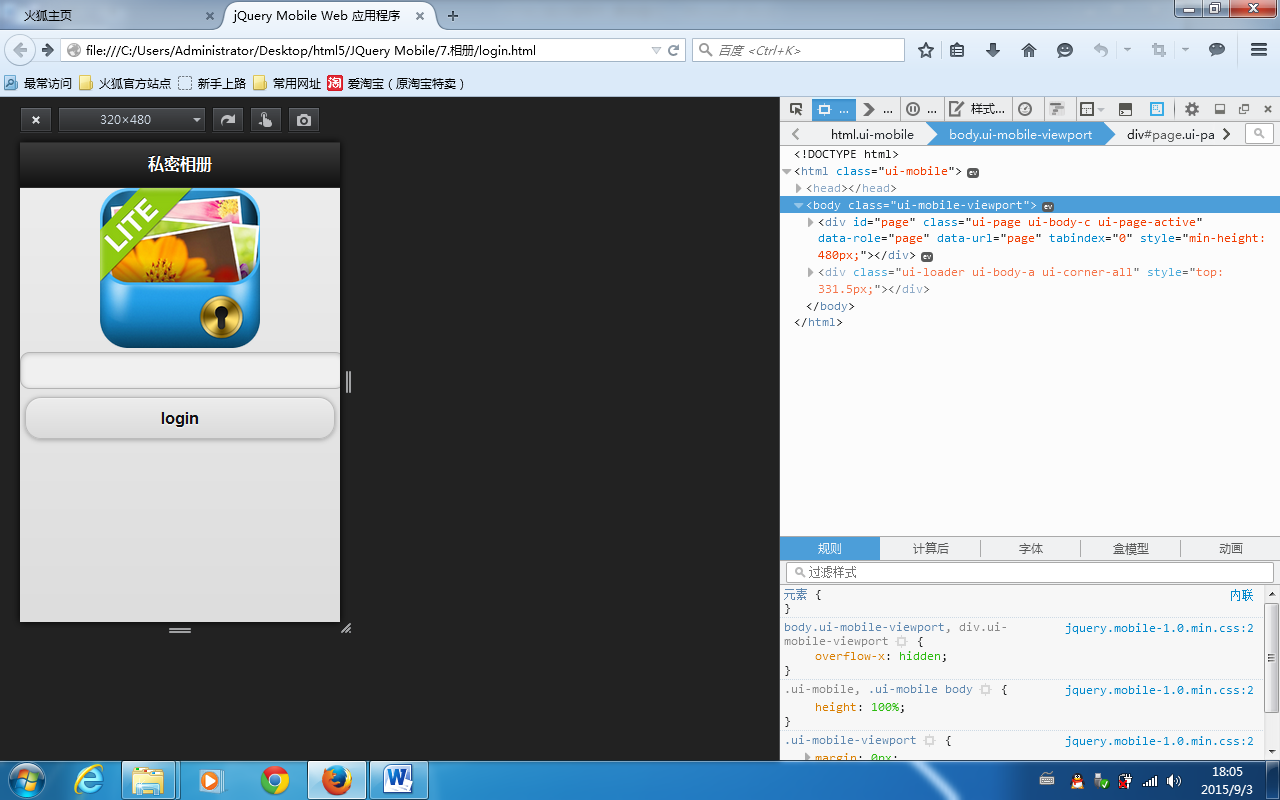 火狐主页
jQuery Mobile Web 应用程序
file:///C:/Users/Administrator/Desktop/html5/JQuery Mobile/7.相册/login.html
百度 <Ctrl+K>
最常访问 火狐官方站点 新手上路 常用网址 淘 爱淘宝（原淘宝特卖）
320×480
私密相册
LITE
login
... ... ... 样式...
html.ui-mobile body.ui-mobile-viewport div#page.ui-pa
<!DOCTYPE html>
<html class="ui-mobile"> ev
<head></head>
<body class="ui-mobile-viewport"> ev
<div id="page" class="ui-page ui-body-c ui-page-active"
data-role="page" data-url="page" tabindex="0" style="min-height:
480px;"></div> ev
<div class="ui-loader ui-body-a ui-corner-all" style="top:
331.5px;"></div>
</body>
</html>
规则 计算后 字体 盒模型 动画
过滤样式
元素 { 内联
}
body.ui-mobile-viewport, div.ui- jquery.mobile-1.0.min.css:2
mobile-viewport {
overflow-x: hidden;
}
.ui-mobile, .ui-mobile body { jquery.mobile-1.0.min.css:2
height: 100%;
}
.ui-mobile-viewport { jquery.mobile-1.0.min.css:2
margin: 0px;
18:05
2015/9/3